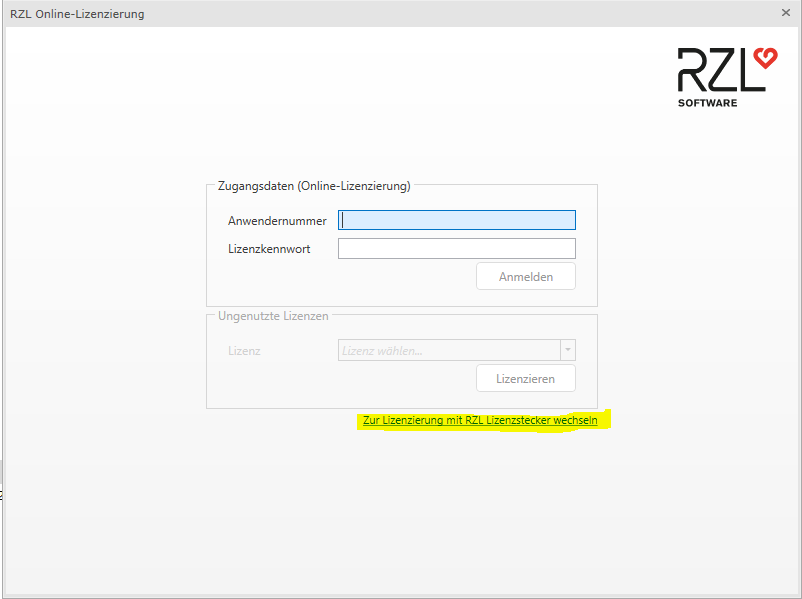 RZL Online-Lizenzierung
RZL
SOFTWARE
Zugangsdaten (Online-Lizenzierung)
Anwendernummer
Lizenzkennwort
Anmelden
Ungenutzte Lizenzen
Lizenz
Lizenz wählen...
Lizenzieren
Zur Lizenzierung mit RZL Lizenzstecker wechseln